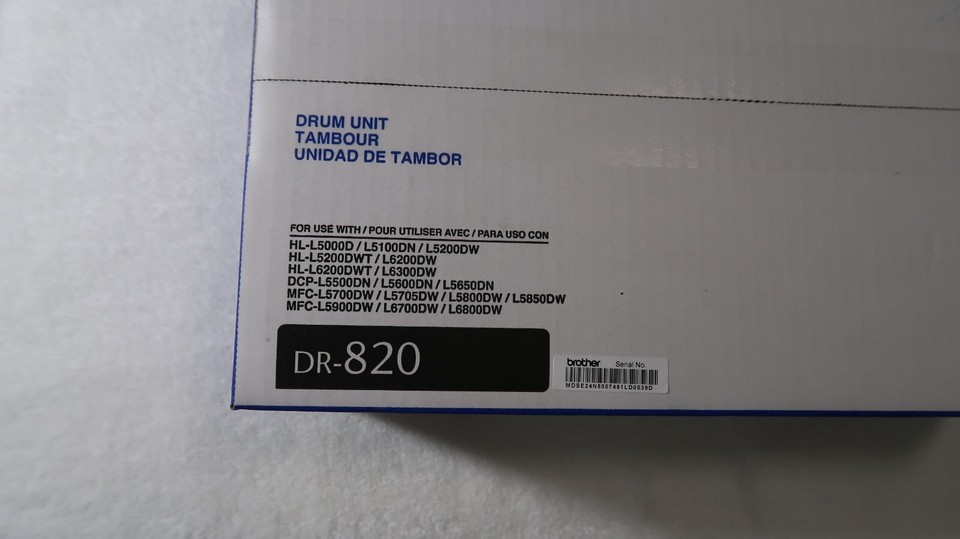 DRUM UNIT
TAMBOUR
UNIDAD DE TAMBOR
FOR USE WITH / POUR UTILISER AVEC / PARA USO CON
HL-L5000D / L5100DN / L5200DW
HL-L5200DWT / L6200DW
HL-L6200DWT / L6300DW
DCP-L5500DN / L5600DN / L5650DN
MFC-L5700DW / L5705DW / L5800DW / L5850DW
MFC-L5900DW / L6700DW / L6800DW
DR-820
brother Serial No.
MDSE24N5007481LD0039D